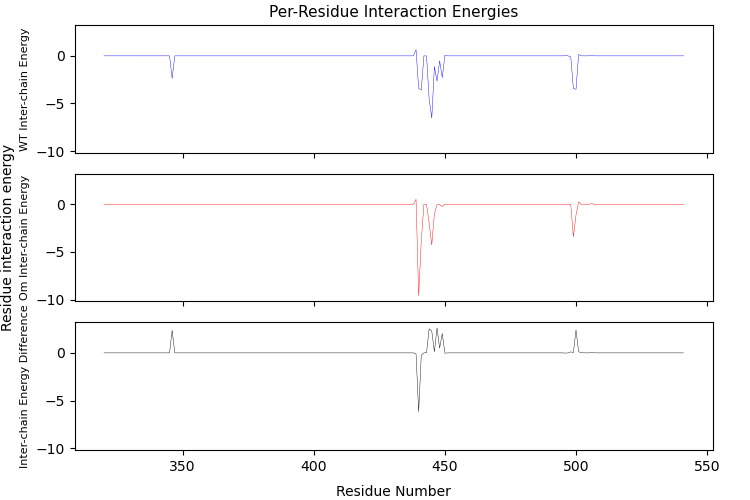 Per-Residue Interaction Energies
Residue interaction energy
WT Inter-chain Energy
0
−5
−10
Om Inter-chain Energy
0
−5
−10
Inter-chain Energy Difference
0
−5
−10
350
400
450
500
550
Residue Number